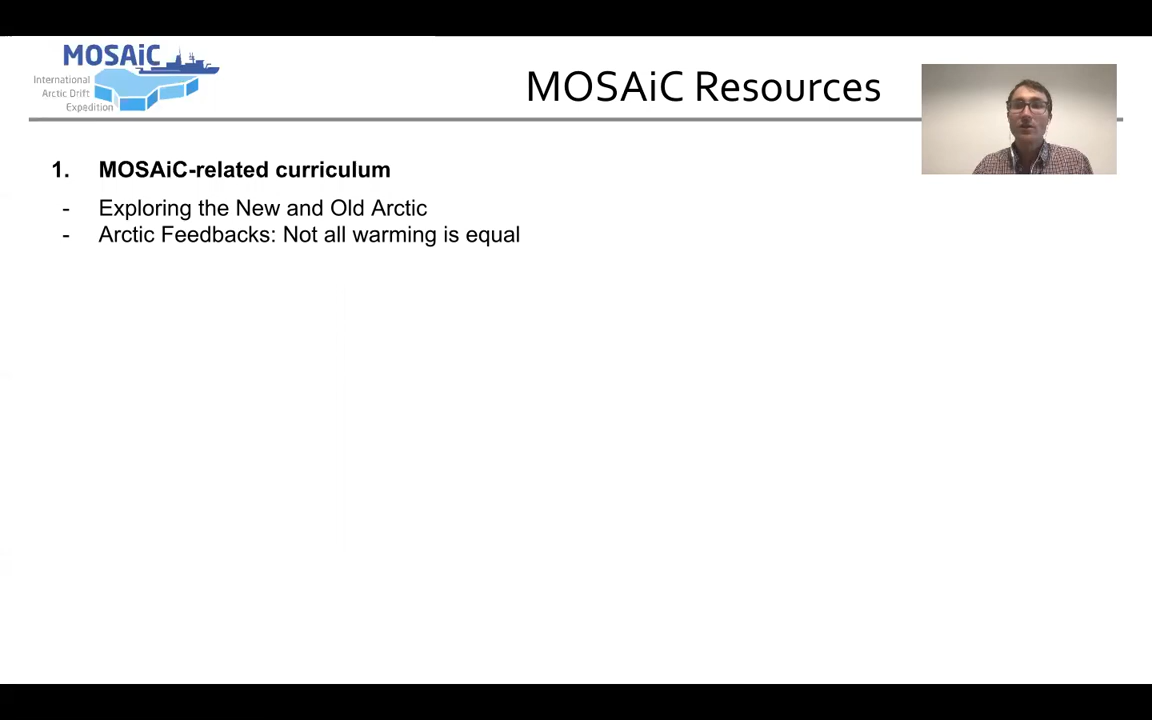 MOSAiC
International
Arctic Drift
Expedition
MOSAiC Resources
1. MOSAiC-related curriculum
- Exploring the New and Old Arctic
- Arctic Feedbacks: Not all warming is equal